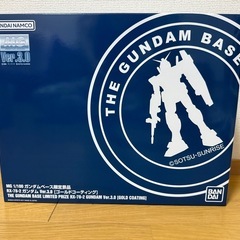 BANDAI NAMCO
Ver.3.0
THE GUNDAM BASE
©SOTSU・SUNRISE
MG 1/100 ガンダムベース限定景品
RX-78-2 ガンダム Ver.3.0 [ゴールドコーティング]
THE GUNDAM BASE LIMITED PRIZE RX-78-2 GUNDAM Ver.3.0 [GOLD COATING]
BAN
DAI